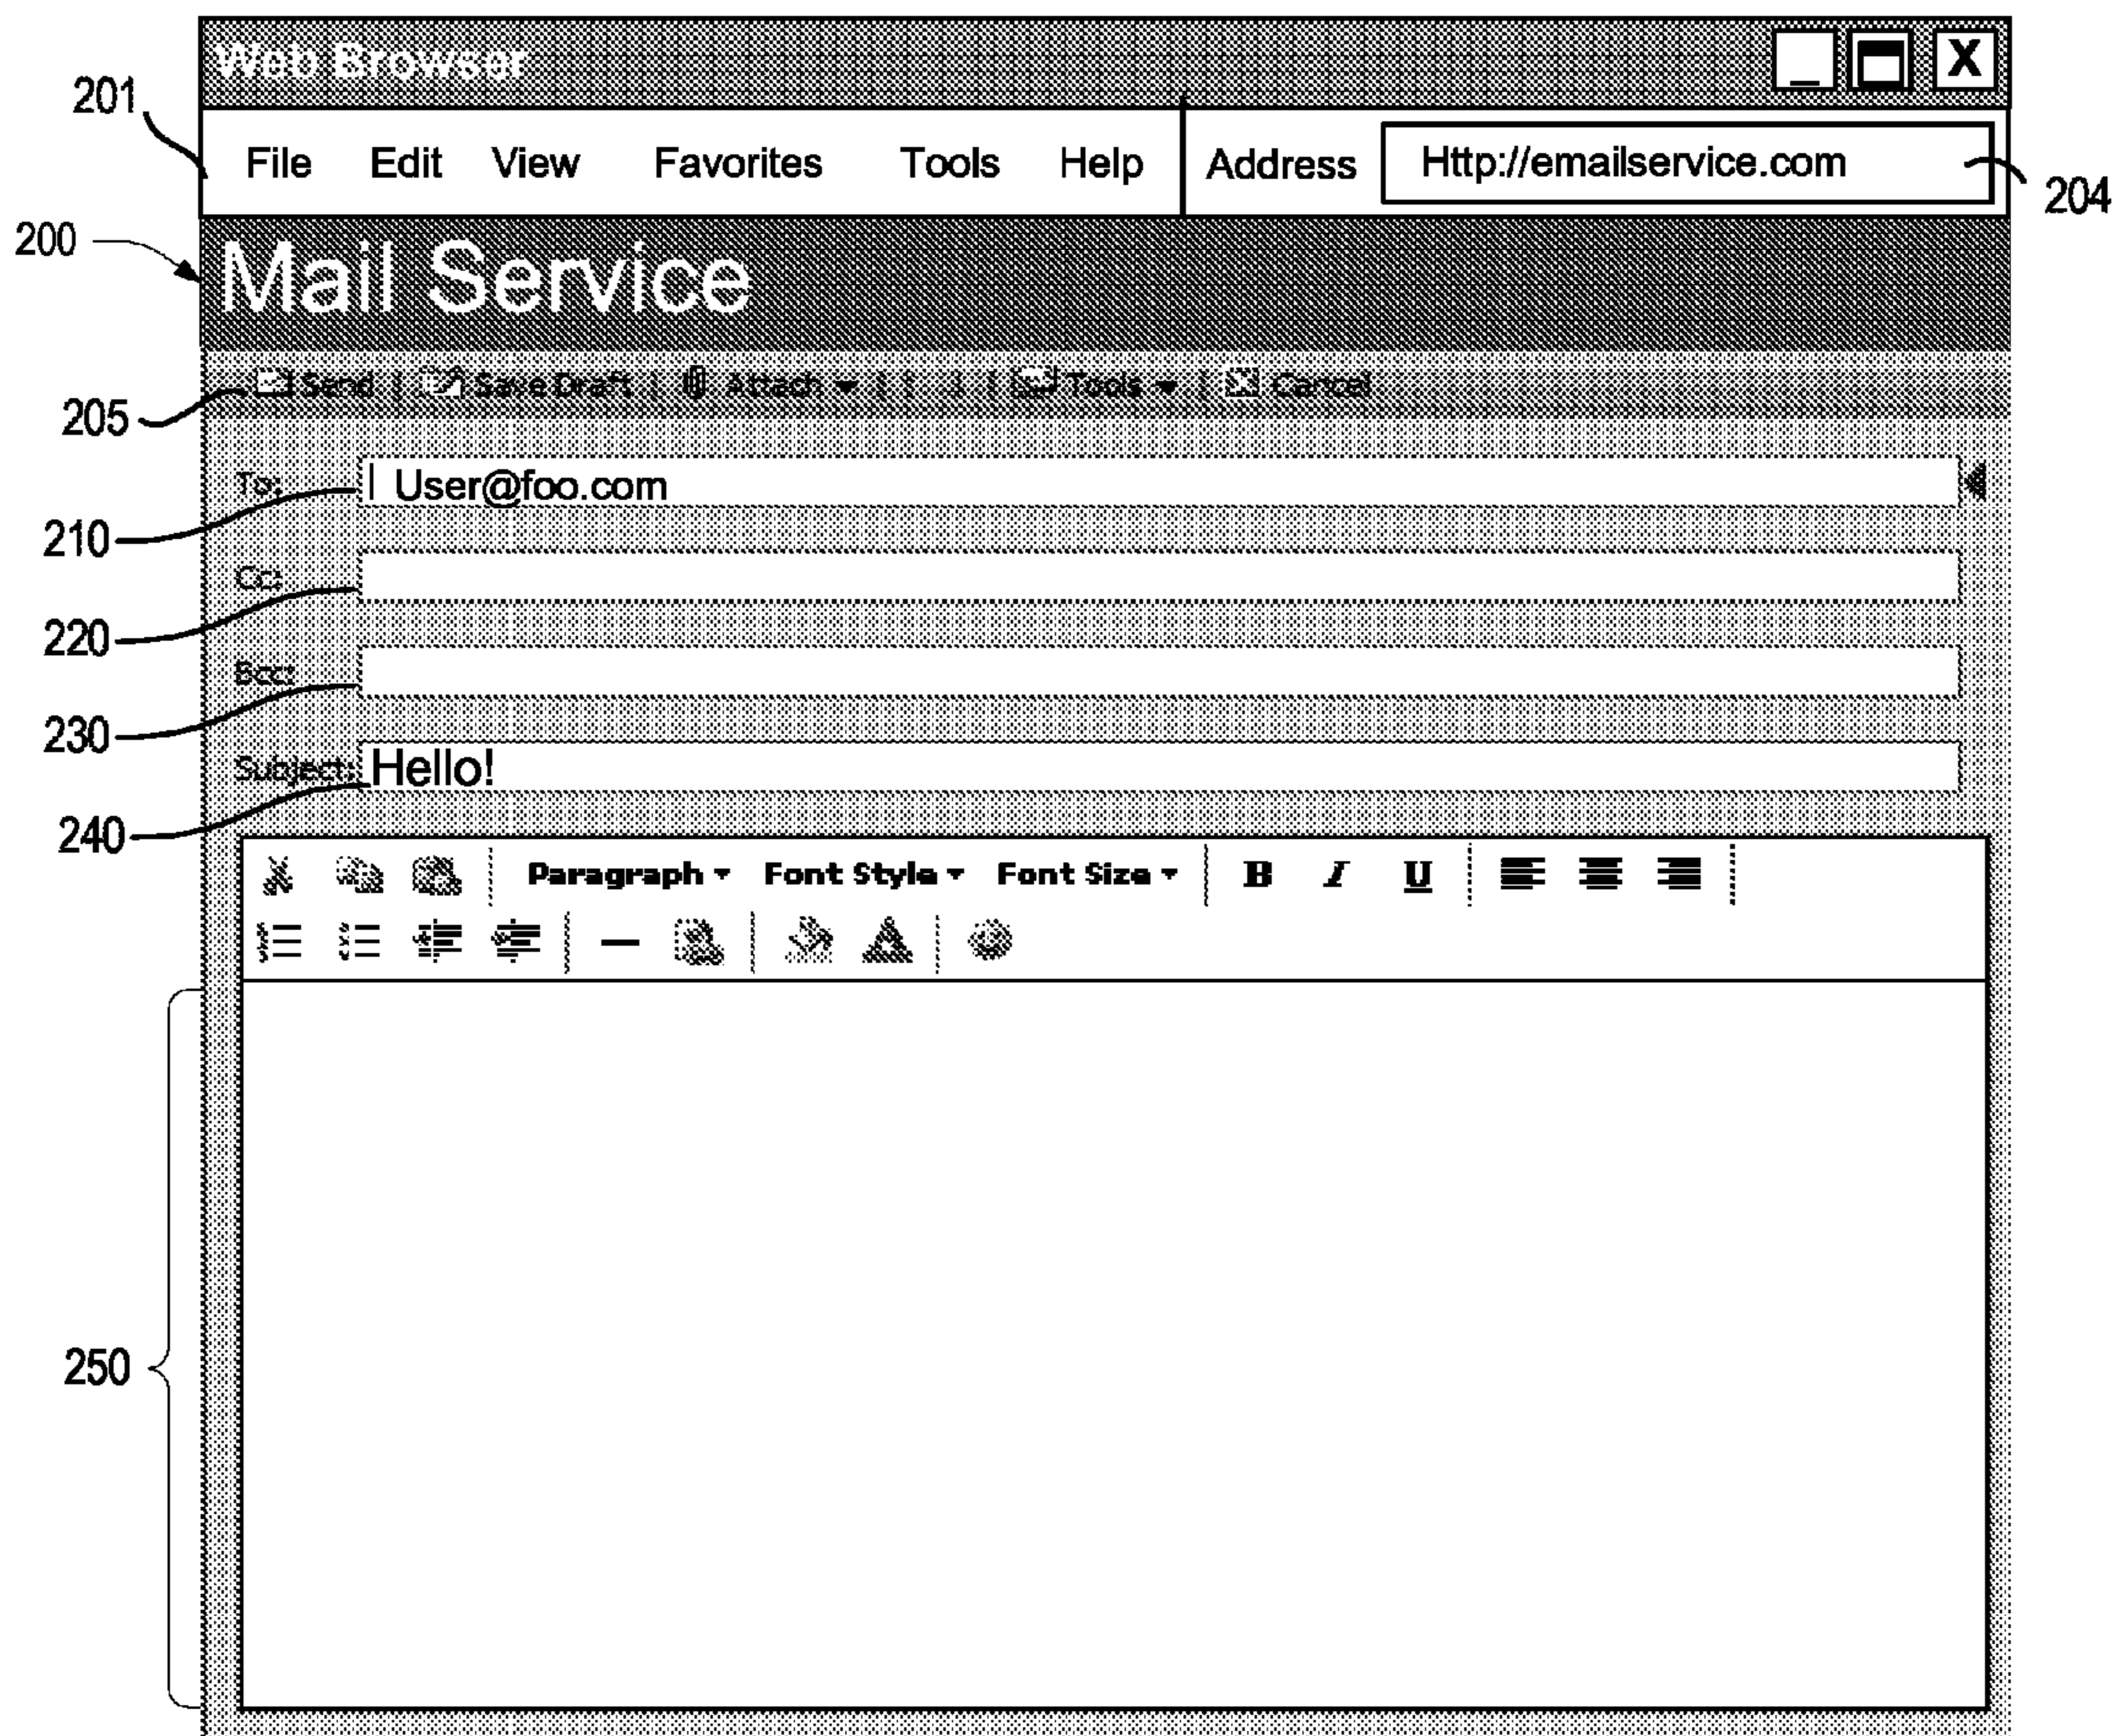 Web Browser
201
File Edit View Favorites Tools Help Address Http://emailservice.com
204
200
Mail Service
Send | Save Draft | Attach | Tools | Cancel
205
To: User@foo.com
210
Cc:
220
Bcc:
230
Subject: Hello!
240
Paragraph Font Style Font Size B I U
250